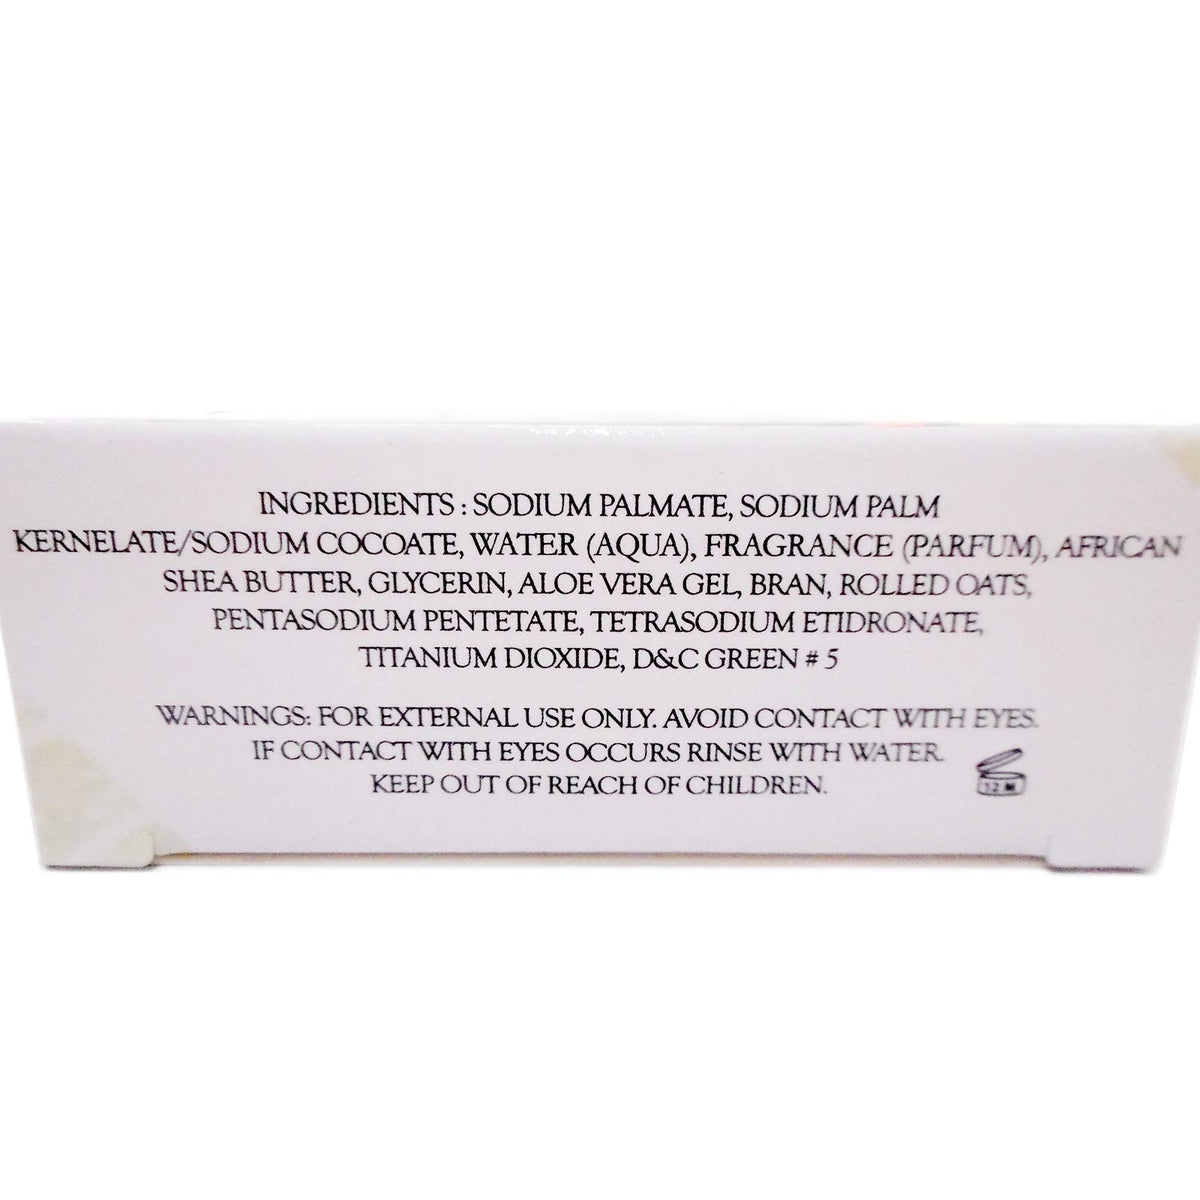 INGREDIENTS : SODIUM PALMATE, SODIUM PALM
KERNELATE/SODIUM COCOATE, WATER (AQUA), FRAGRANCE (PARFUM), AFRICAN
SHEA BUTTER, GLYCERIN, ALOE VERA GEL, BRAN, ROLLED OATS,
PENTASODIUM PENTETATE, TETRASODIUM ETIDRONATE,
TITANIUM DIOXIDE, D&C GREEN # 5
WARNINGS: FOR EXTERNAL USE ONLY. AVOID CONTACT WITH EYES.
IF CONTACT WITH EYES OCCURS RINSE WITH WATER.
KEEP OUT OF REACH OF CHILDREN.
12 M